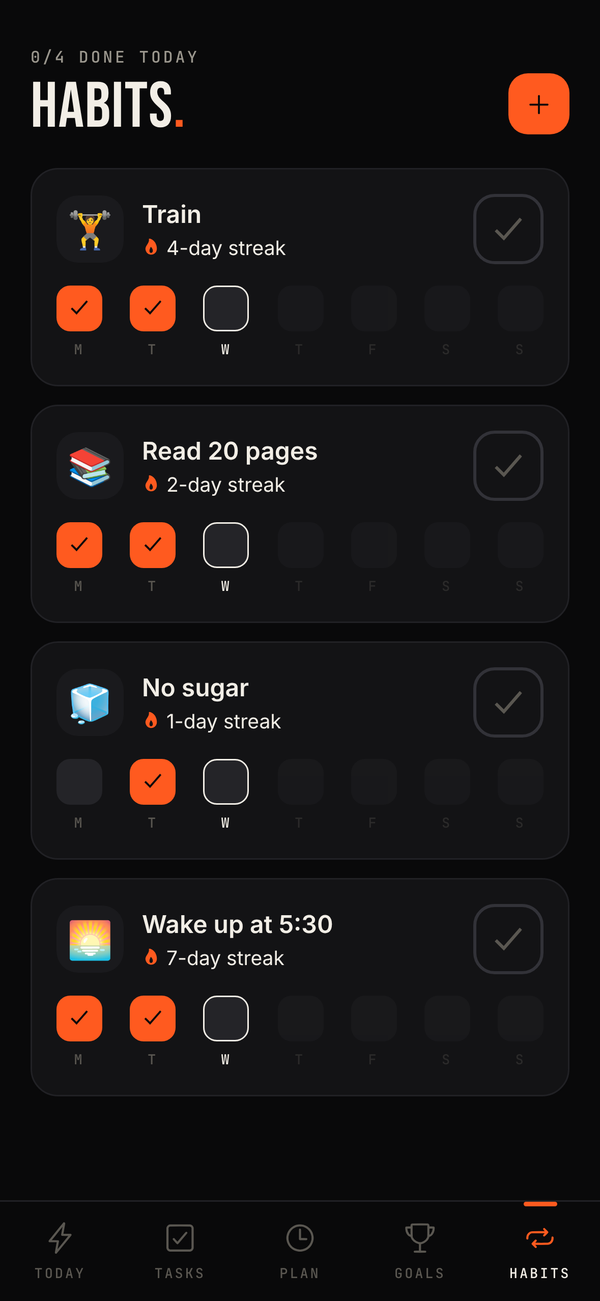 0/4 DONE TODAY
HABITS.
Train
4-day streak
M T W T F S S
Read 20 pages
2-day streak
M T W T F S S
No sugar
1-day streak
M T W T F S S
Wake up at 5:30
7-day streak
M T W T F S S
TODAY TASKS PLAN GOALS HABITS